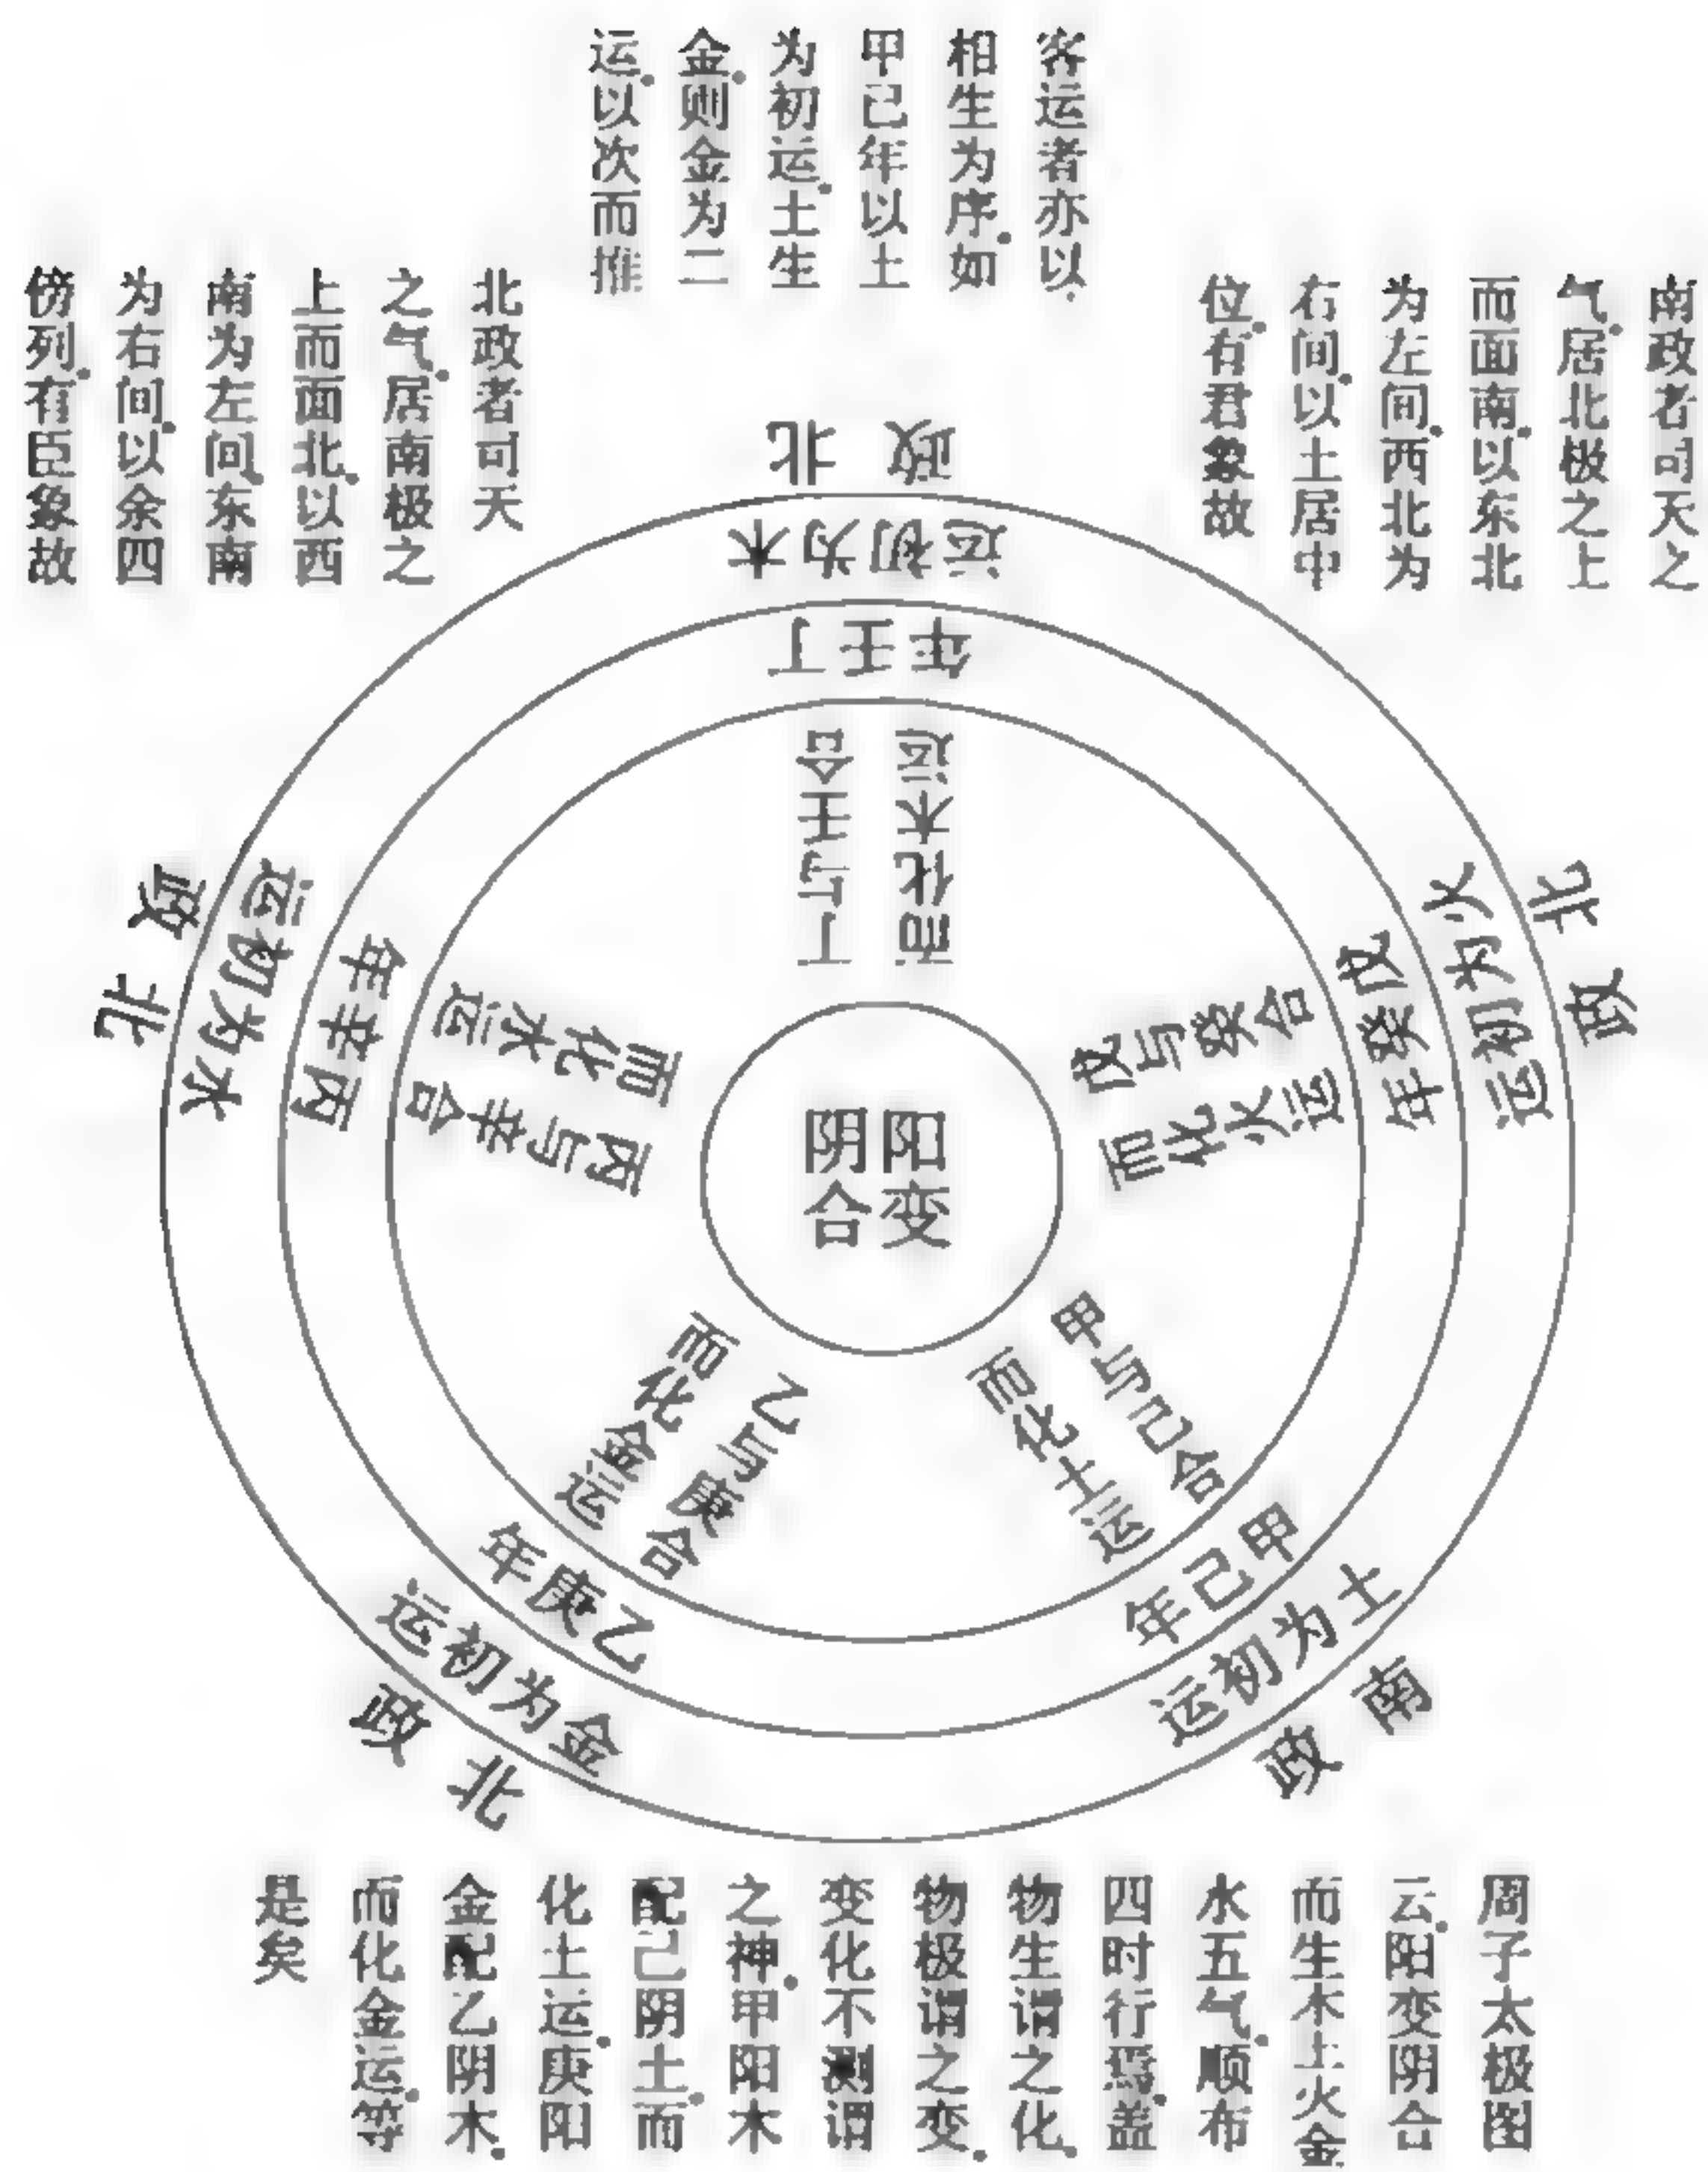 客运者亦以
相生为序如
甲己年以土
为初运土生
金则金为二
运以次而推
南政者司天之
气居北极之上
而面南以东北
为左间西北为
右间以土居中
位有君象故
北政者司天
之气居南极之
上而面北以西
南为左间东南
为右间以余四
傍列有臣象故
北政
木为初运
丁壬年
丁与壬合
而化木运
北政
火为初运
戊癸年
戊与癸合
而化火运
南政
土为初运
甲己年
甲与己合
而化土运
北政
金为初运
乙庚年
乙与庚合
而化金运
北政
水为初运
丙辛年
丙与辛合
而化水运
阳变
阴合
周子太极图
云阳变阴合
而生木土火金
水五气顺布
四时行焉盖
物生谓之化
物极谓之变
变化不测谓
之神甲阳木
配己阴土而
化土运庚阳
金配乙阴木
而化金运等
是矣